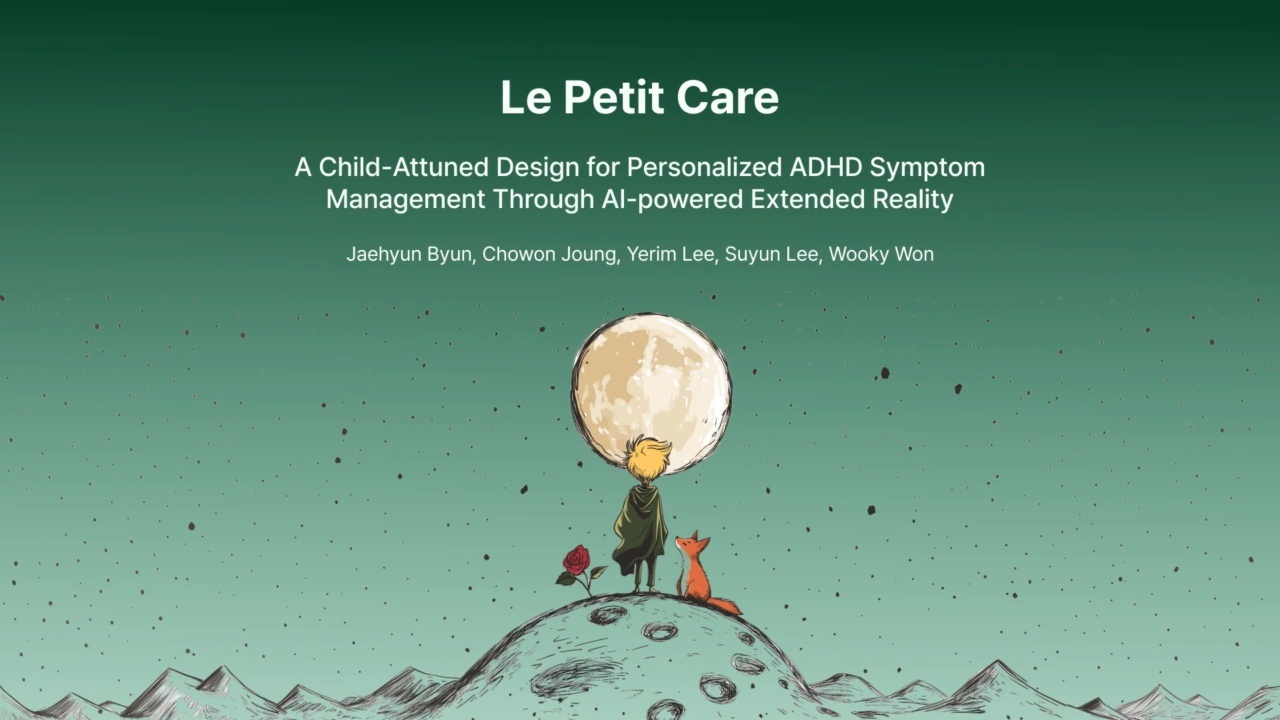 Le Petit Care
A Child-Attuned Design for Personalized ADHD Symptom
Management Through AI-powered Extended Reality
Jaehyun Byun, Chowon Joung, Yerim Lee, Suyun Lee, Wooky Won